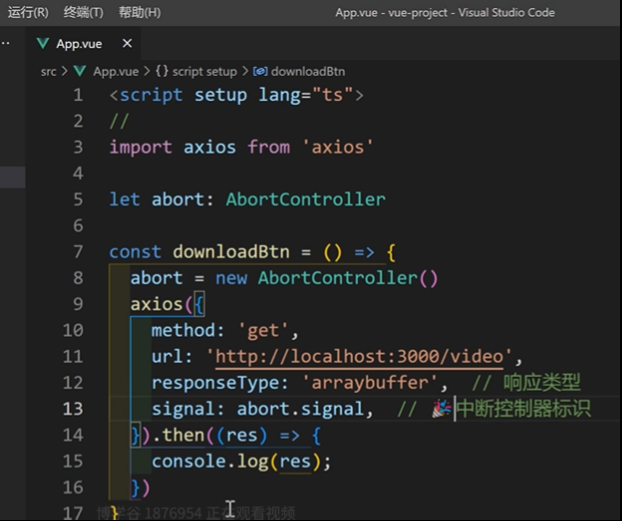 运行(R) 终端(T) 帮助(H) App.vue - vue-project - Visual Studio Code
App.vue ×
src > App.vue > {} script setup > downloadBtn
1 <script setup lang="ts">
2 //
3 import axios from 'axios'
4
5 let abort: AbortController
6
7 const downloadBtn = () => {
8 abort = new AbortController()
9 axios({
10 method: 'get',
11 url: 'http://localhost:3000/video',
12 responseType: 'arraybuffer', // 响应类型
13 signal: abort.signal, // 🎉中断控制器标识
14 }).then((res) => {
15 console.log(res);
16 })
17 }
博学谷 1876954 正在观看视频